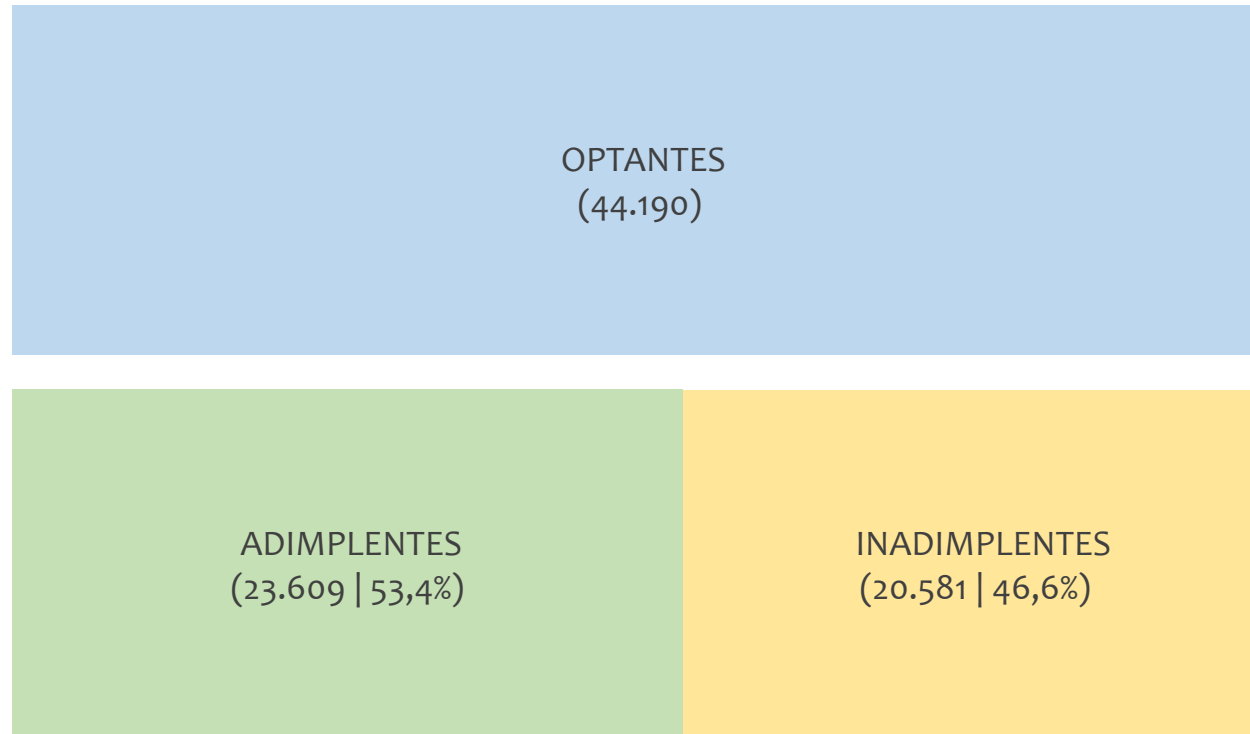 OPTANTES
(44.190)
ADIMPLENTES
(23.609 | 53,4%)
INADIMPLENTES
(20.581 | 46,6%)